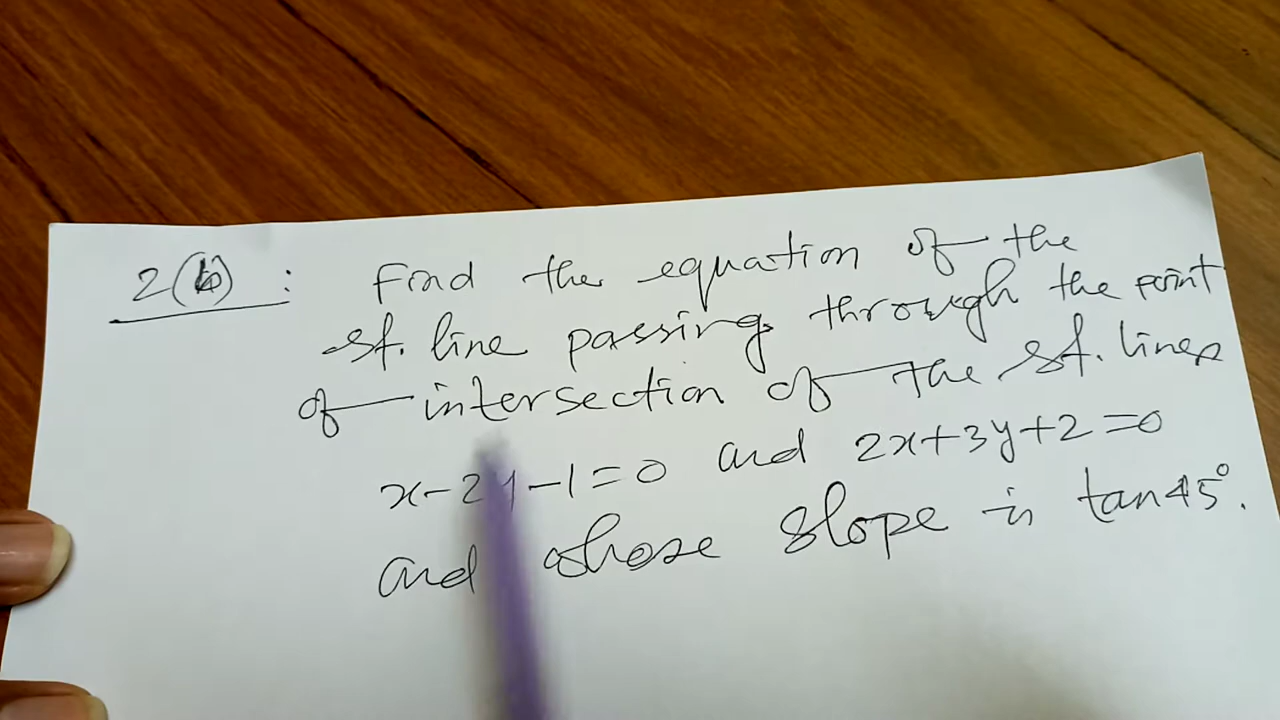 2(b) : Find the equation of the
st. line passing through the point
of intersection of the st. lines
x-2y-1=0 and 2x+3y+2=0
and whose slope is tan45°.